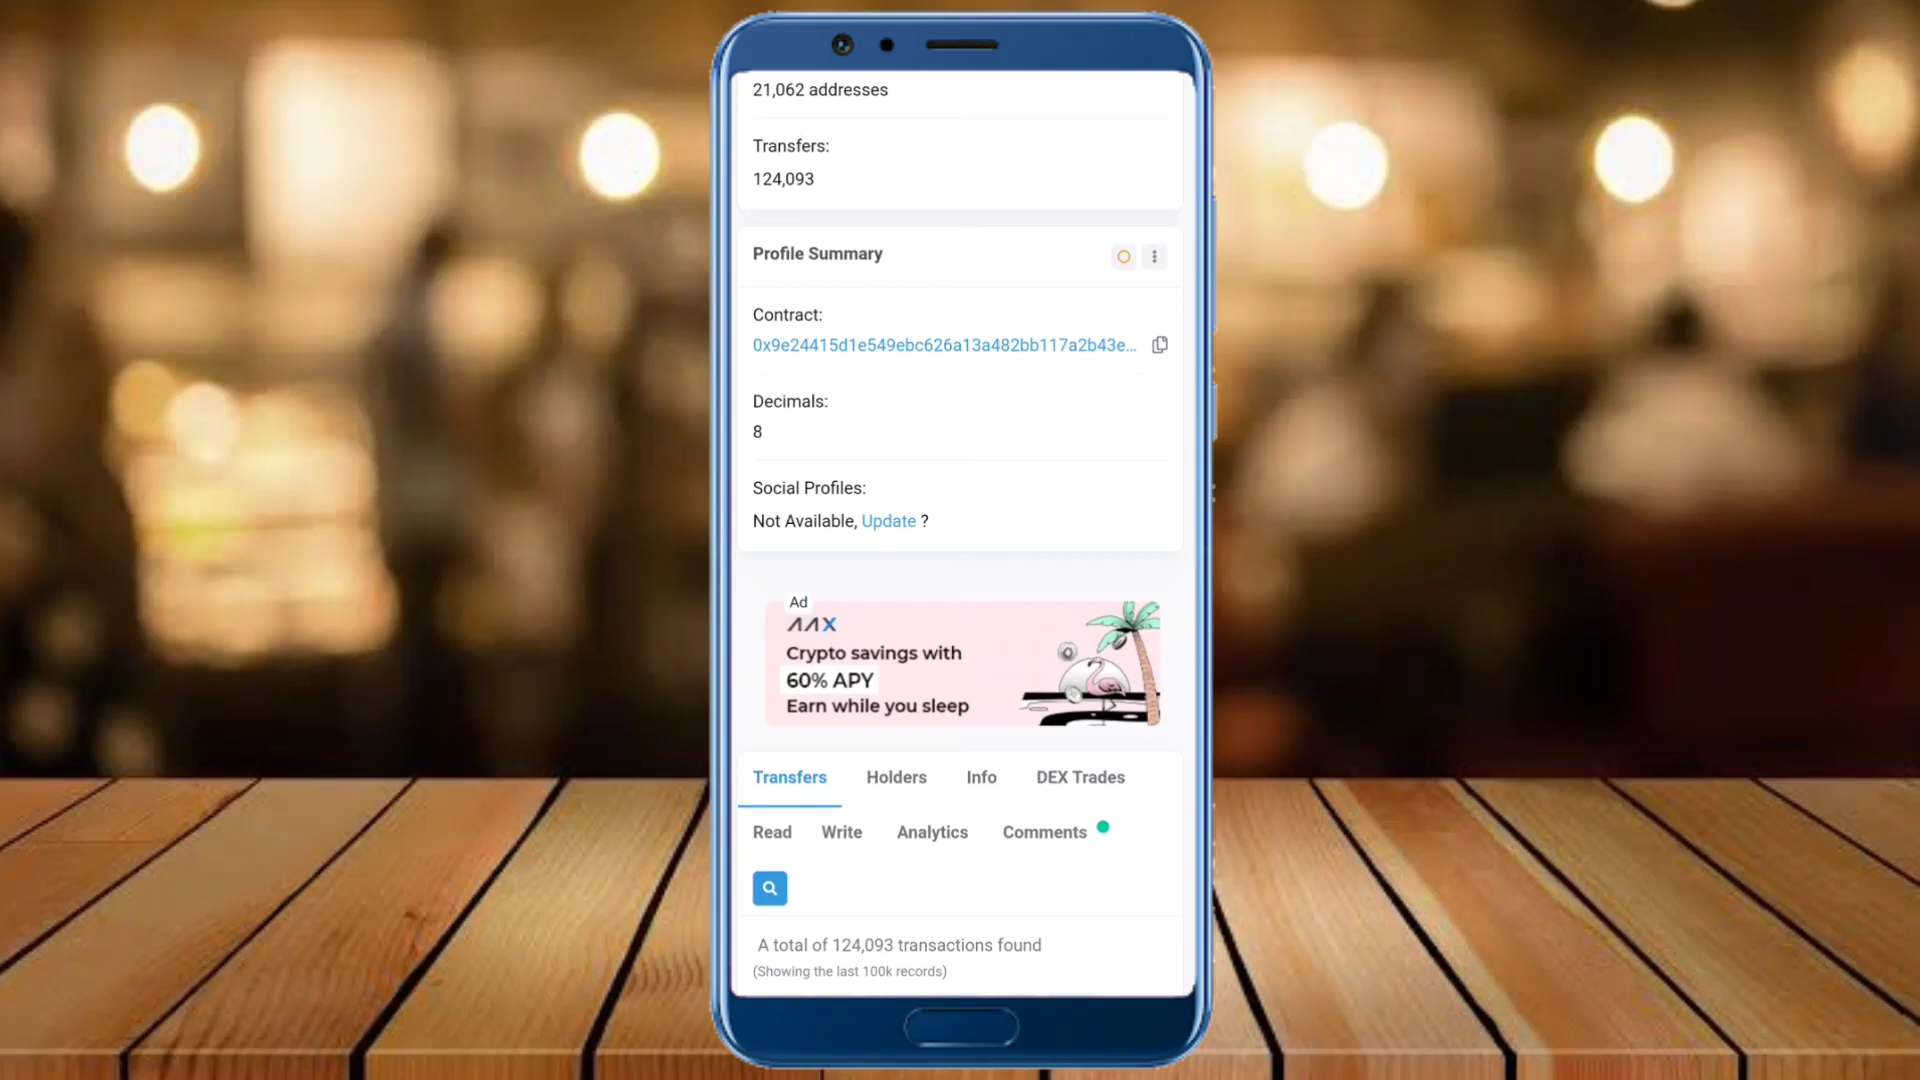 21,062 addresses
Transfers:
124,093
Profile Summary
Contract:
0x9e24415d1e549ebc626a13a482bb117a2b43e...
Decimals:
8
Social Profiles:
Not Available, Update ?
Ad
AAX
Crypto savings with
60% APY
Earn while you sleep
Transfers Holders Info DEX Trades
Read Write Analytics Comments
A total of 124,093 transactions found
(Showing the last 100k records)